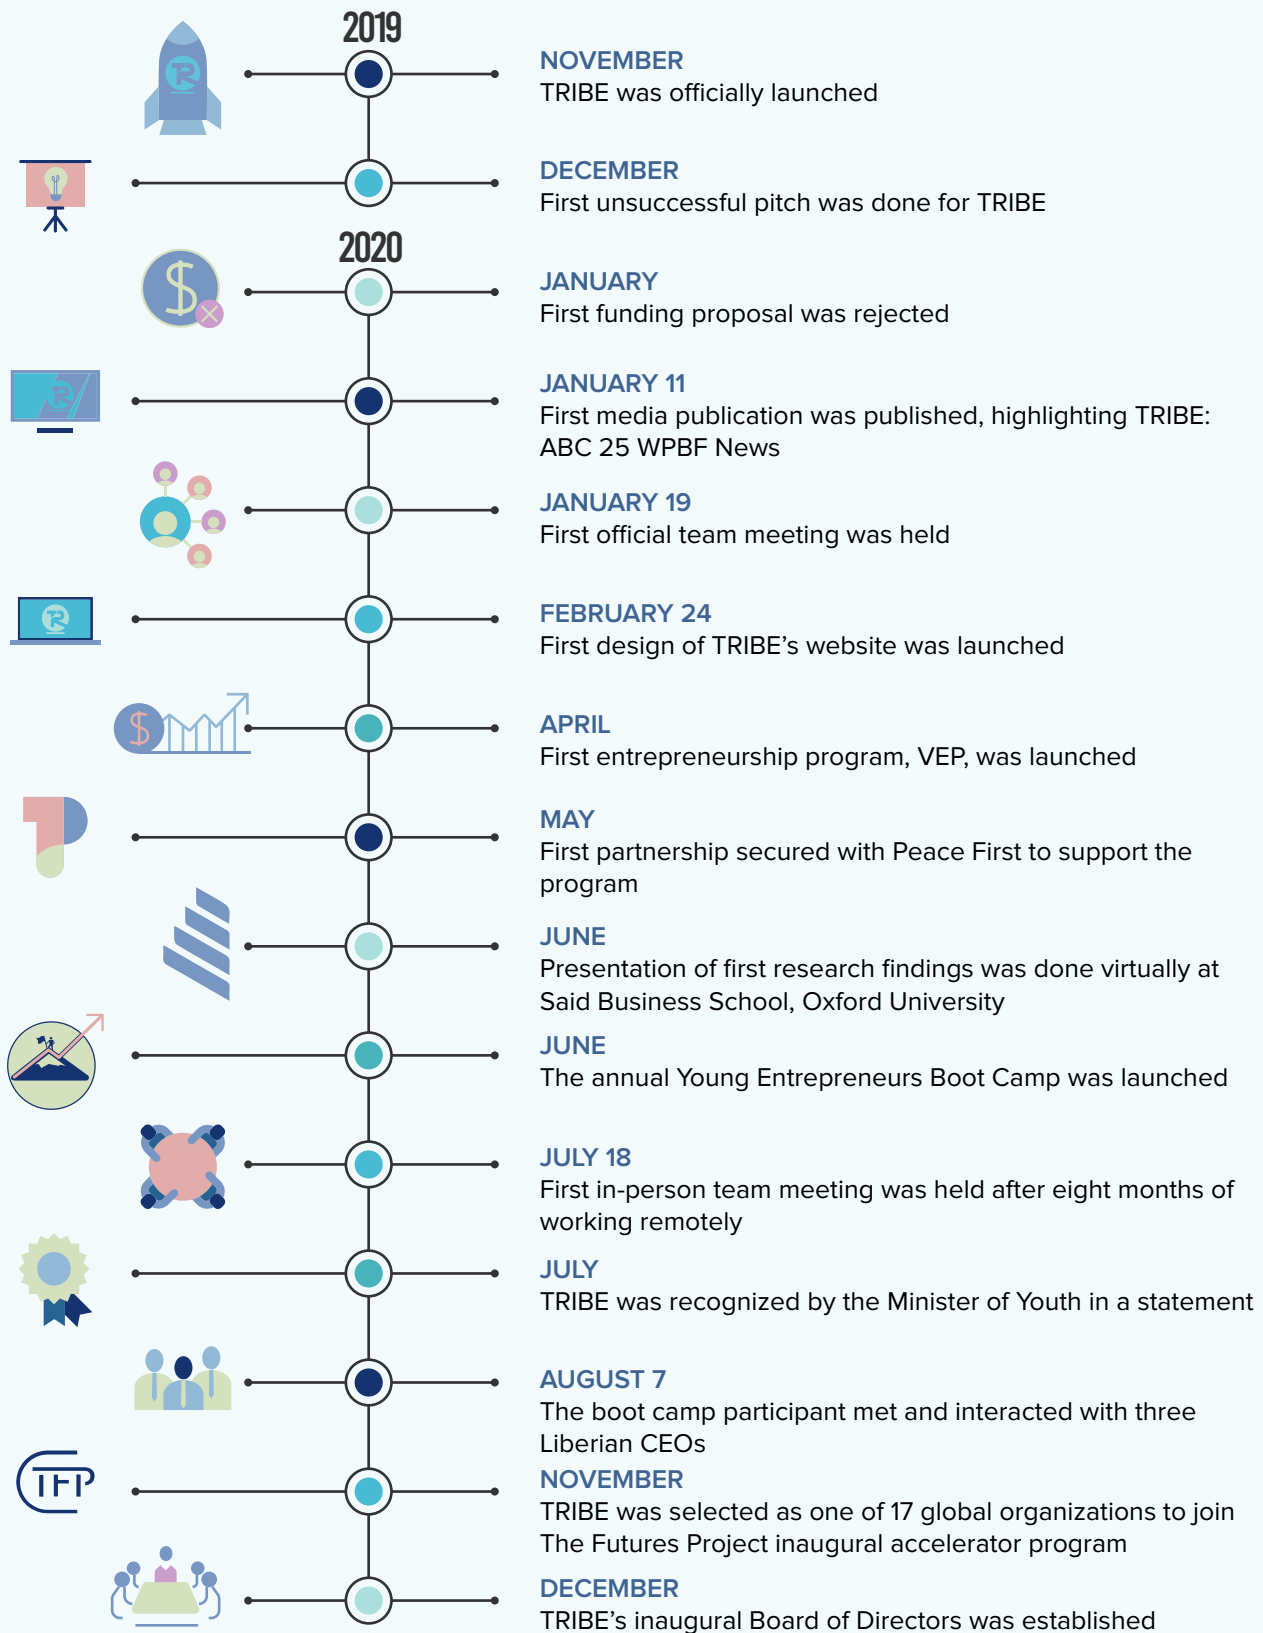 2019
NOVEMBER
TRIBE was officially launched
DECEMBER
First unsuccessful pitch was done for TRIBE
2020
JANUARY
First funding proposal was rejected
JANUARY 11
First media publication was published, highlighting TRIBE:
ABC 25 WPBF News
JANUARY 19
First official team meeting was held
FEBRUARY 24
First design of TRIBE’s website was launched
APRIL
First entrepreneurship program, VEP, was launched
MAY
First partnership secured with Peace First to support the
program
JUNE
Presentation of first research findings was done virtually at
Said Business School, Oxford University
JUNE
The annual Young Entrepreneurs Boot Camp was launched
JULY 18
First in-person team meeting was held after eight months of
working remotely
JULY
TRIBE was recognized by the Minister of Youth in a statement
AUGUST 7
The boot camp participant met and interacted with three
Liberian CEOs
TFP
NOVEMBER
TRIBE was selected as one of 17 global organizations to join
The Futures Project inaugural accelerator program
DECEMBER
TRIBE’s inaugural Board of Directors was established